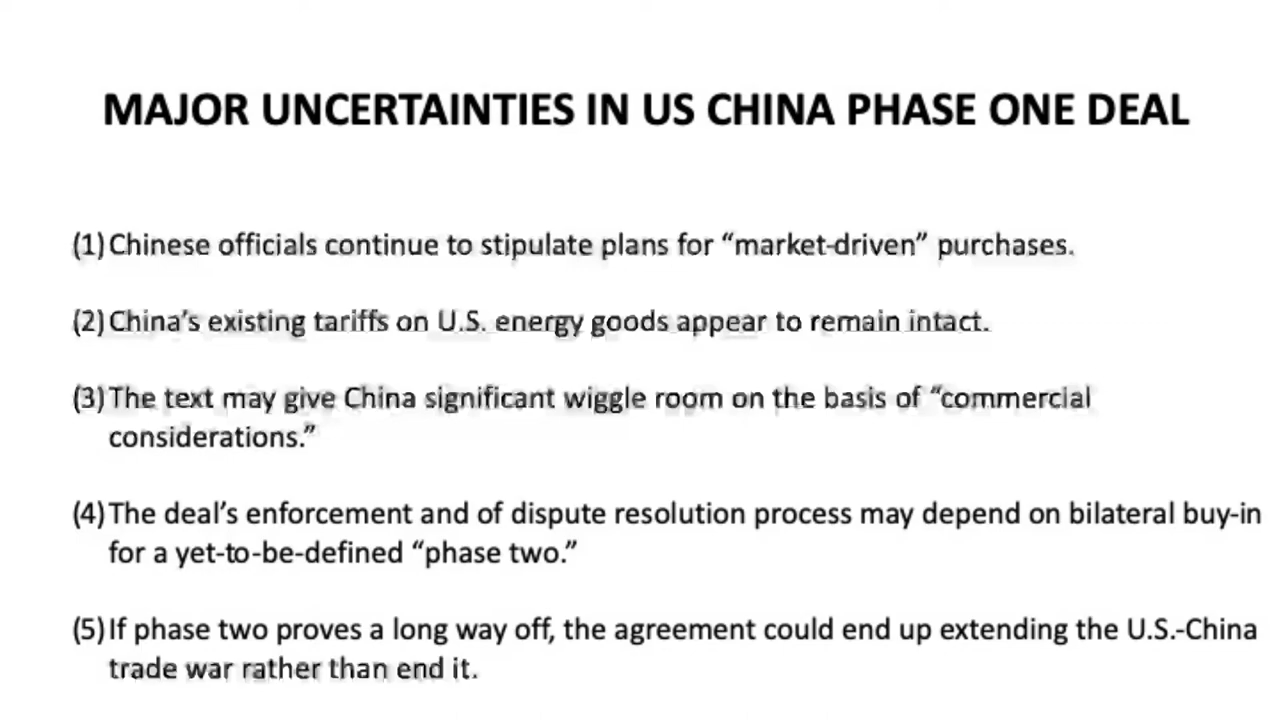 MAJOR UNCERTAINTIES IN US CHINA PHASE ONE DEAL
(1) Chinese officials continue to stipulate plans for “market-driven” purchases.
(2) China’s existing tariffs on U.S. energy goods appear to remain intact.
(3) The text may give China significant wiggle room on the basis of “commercial
considerations.”
(4) The deal’s enforcement and of dispute resolution process may depend on bilateral buy-in
for a yet-to-be-defined “phase two.”
(5) If phase two proves a long way off, the agreement could end up extending the U.S.-China
trade war rather than end it.